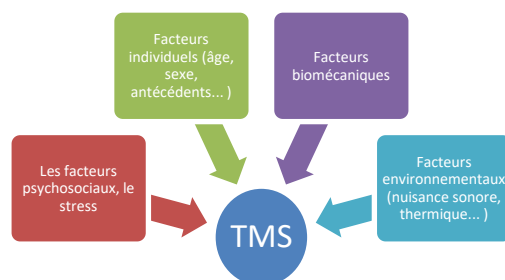 Facteurs
individuels (âge,
sexe,
antécédents... )
Facteurs
biomécaniques
Les facteurs
psychosociaux, le
stress
Facteurs
environnementaux
(nuisance sonore,
thermique... )
TMS